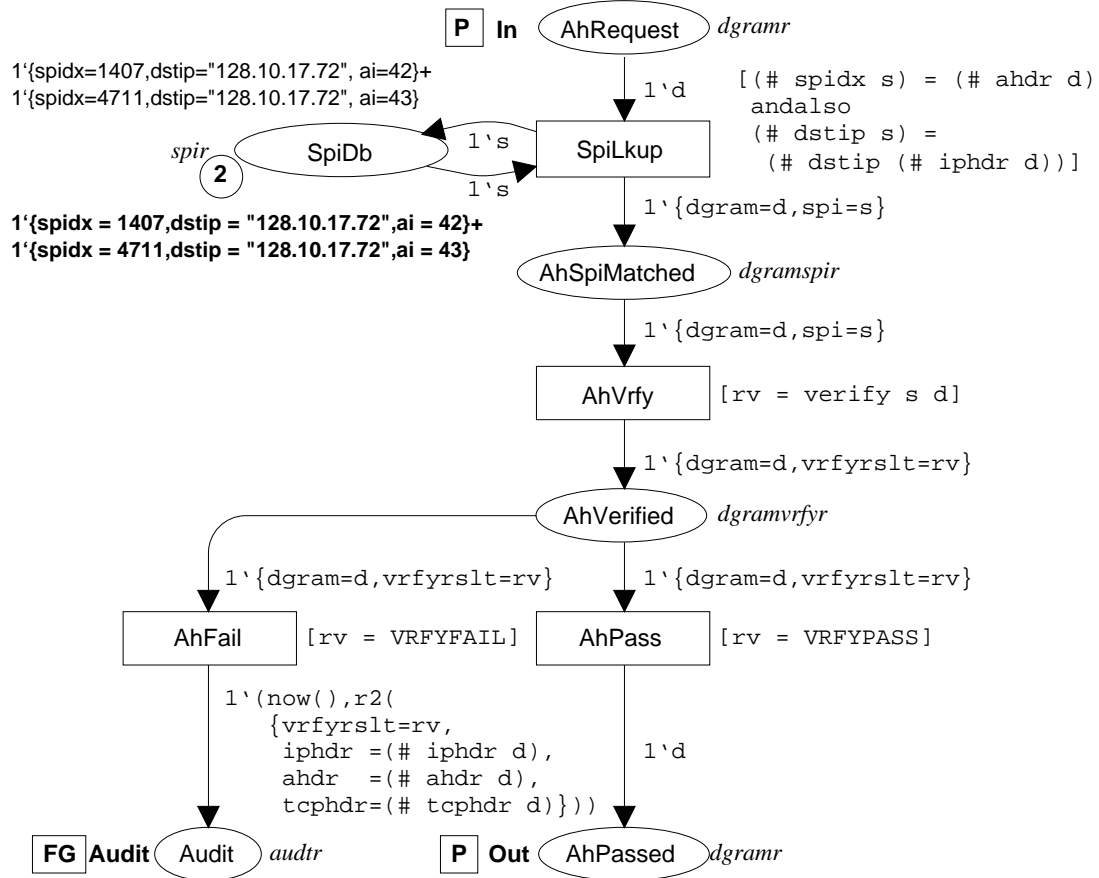 P In AhRequest dgramr
1‘{spidx=1407,dstip="128.10.17.72", ai=42}+
1‘{spidx=4711,dstip="128.10.17.72", ai=43}
1‘d
[(# spidx s) = (# ahdr d)
andalso
(# dstip s) =
(# dstip (# iphdr d))]
spir
2
SpiDb
1‘s
1‘s
SpiLkup
1‘{spidx = 1407,dstip = "128.10.17.72",ai = 42}+
1‘{spidx = 4711,dstip = "128.10.17.72",ai = 43}
1‘{dgram=d,spi=s}
AhSpiMatched dgramspir
1‘{dgram=d,spi=s}
AhVrfy [rv = verify s d]
1‘{dgram=d,vrfyrslt=rv}
AhVerified dgramvrfyr
1‘{dgram=d,vrfyrslt=rv} 1‘{dgram=d,vrfyrslt=rv}
AhFail [rv = VRFYFAIL] AhPass [rv = VRFYPASS]
1‘(now(),r2(
{vrfyrslt=rv,
iphdr =(# iphdr d),
ahdr =(# ahdr d),
tcphdr=(# tcphdr d)}))
1‘d
FG Audit Audit audtr P Out AhPassed dgramr